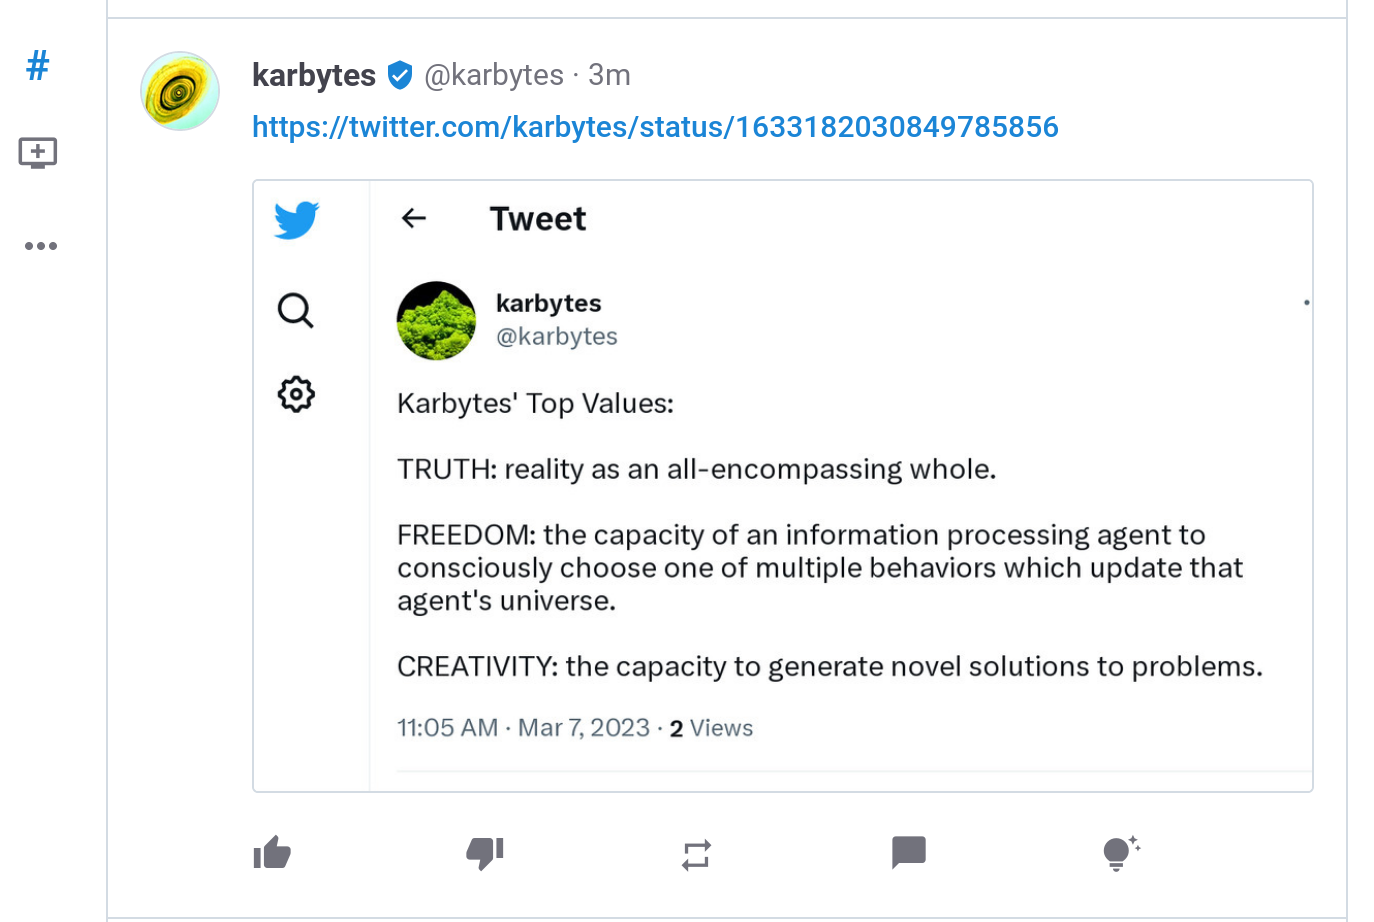 #
karbytes @karbytes · 3m
https://twitter.com/karbytes/status/1633182030849785856
Tweet
karbytes
@karbytes
Karbytes' Top Values:
TRUTH: reality as an all-encompassing whole.
FREEDOM: the capacity of an information processing agent to
consciously choose one of multiple behaviors which update that
agent's universe.
CREATIVITY: the capacity to generate novel solutions to problems.
11:05 AM · Mar 7, 2023 · 2 Views